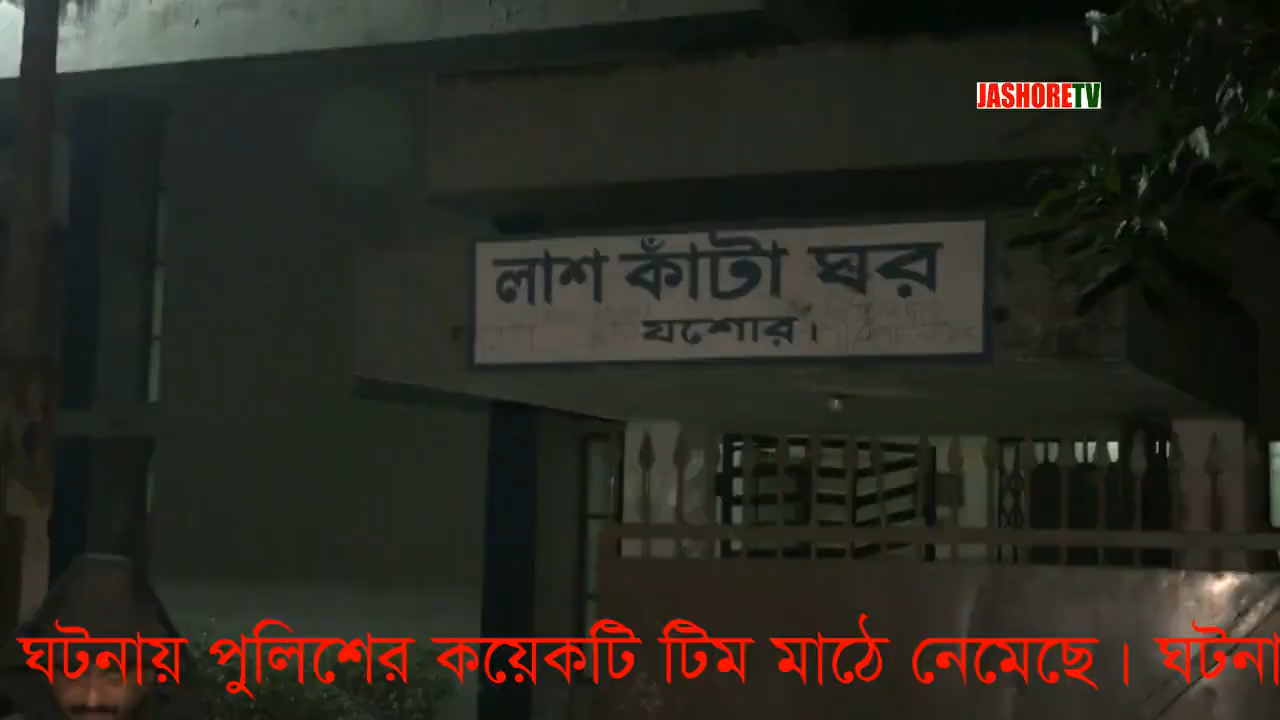 JASHORETV
লাশ কাঁটা ঘর
যশোর।
ঘটনায় পুলিশের কয়েকটি টিম মাঠে নেমেছে। ঘটনা